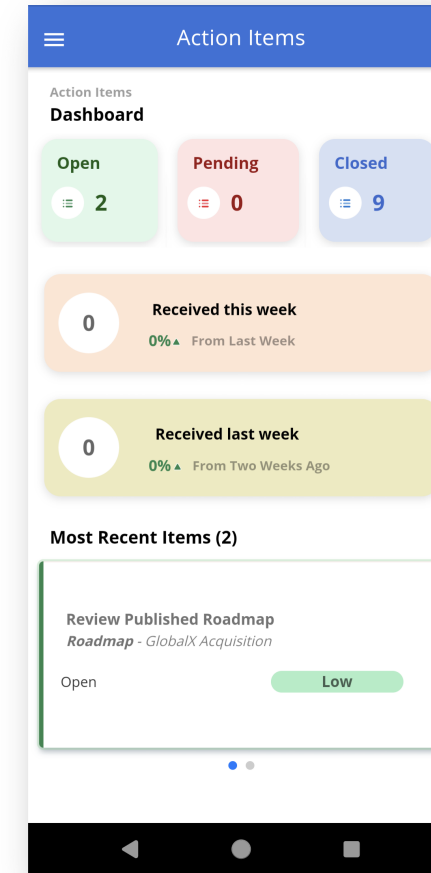 Action Items
Action Items
Dashboard
Open
Pending
Closed
2
0
9
0
Received this week
0% From Last Week
0
Received last week
0% From Two Weeks Ago
Most Recent Items (2)
Review Published Roadmap
Roadmap - GlobalX Acquisition
Open
Low